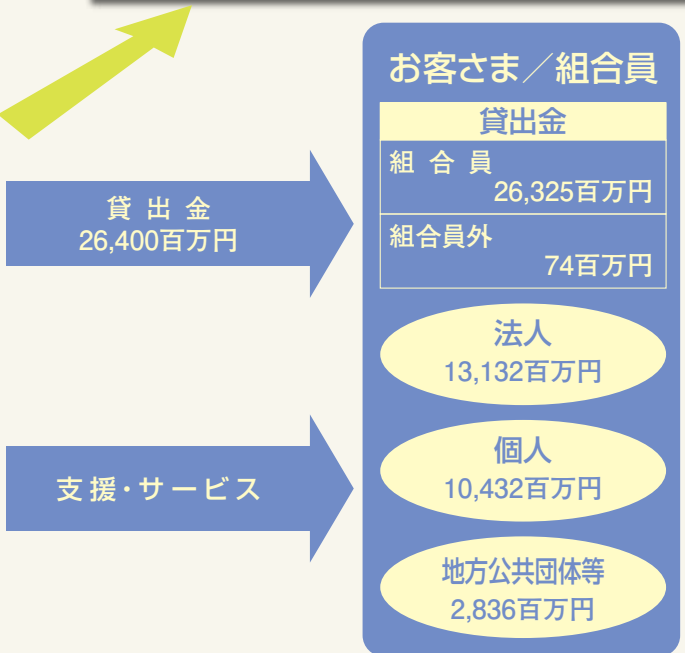 お客さま／組合員
貸出金
組合員
26,325百万円
組合員外
74百万円
貸出金
26,400百万円
法人
13,132百万円
個人
10,432百万円
支援・サービス
地方公共団体等
2,836百万円